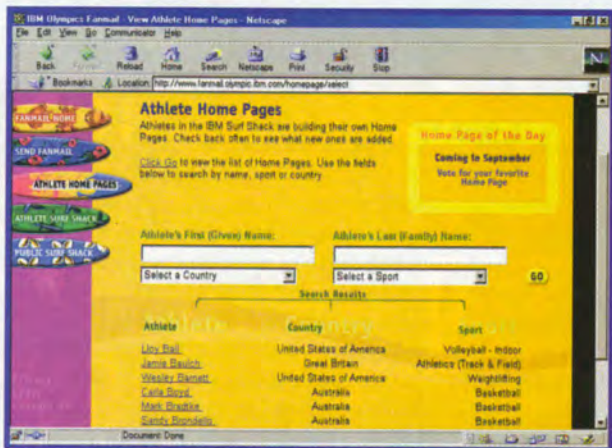 IBM Olympics Fanmail - View Athlete Home Pages - Netscape
File Edit View Go Communicator Help
Back Reload Home Search Netscape Print Security Stop
Bookmarks Location: http://www.fanmail.olympic.ibm.com/homepage/select
FANMAIL HOME
SEND FANMAIL
ATHLETE HOME PAGES
ATHLETE SURF SHACK
PUBLIC SURF SHACK
Athlete Home Pages
Athletes in the IBM Surf Shack are building their own Home
Pages. Check back often to see what new ones are added
Click Go to view the list of Home Pages. Use the fields
below to search by name, sport or country
Home Page of the Day
Coming in September
Vote for your favorite
Home Page
Athlete's First (Given) Name: Athlete's Last (Family) Name:
Select a Country Select a Sport GO
Search Results
Athlete Country Sport
Lloy Ball United States of America Volleyball - Indoor
Jamie Baulch Great Britain Athletics (Track & Field)
Wesley Barnett United States of America Weightlifting
Carla Boyd Australia Basketball
Mark Bradtke Australia Basketball
Sandy Brondello Australia Basketball
Document: Done